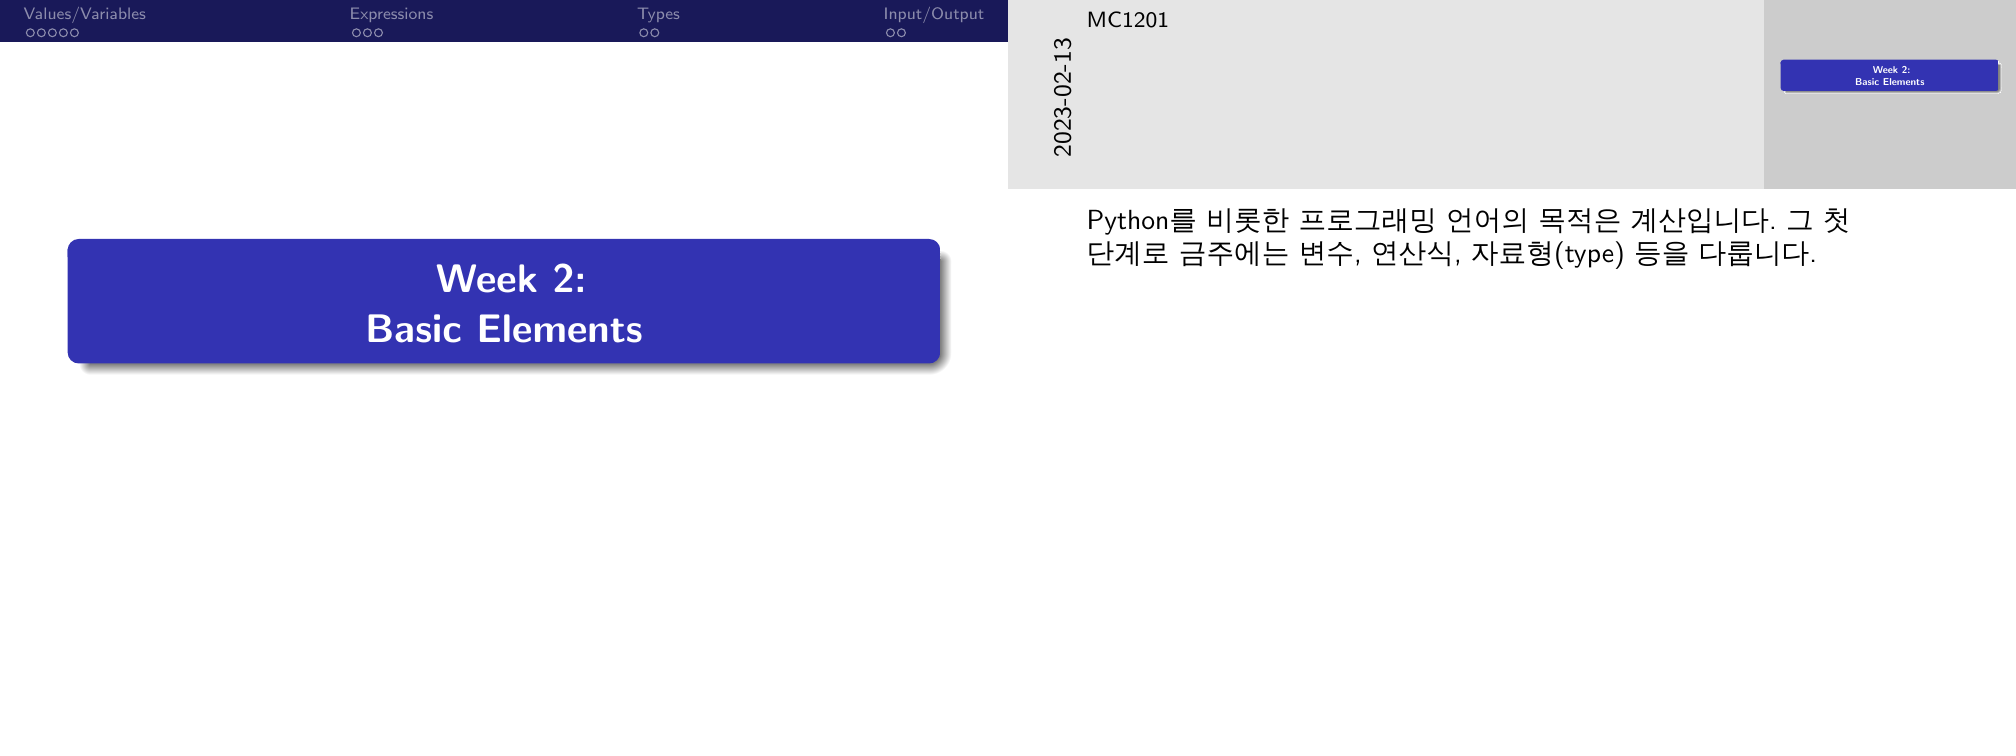 Values/Variables
Expressions
Types
Input/Output
Week 2:
Basic Elements
2023-02-13
MC1201
Week 2:
Basic Elements
Python를 비롯한 프로그래밍 언어의 목적은 계산입니다. 그 첫
단계로 금주에는 변수, 연산식, 자료형(type) 등을 다룹니다.